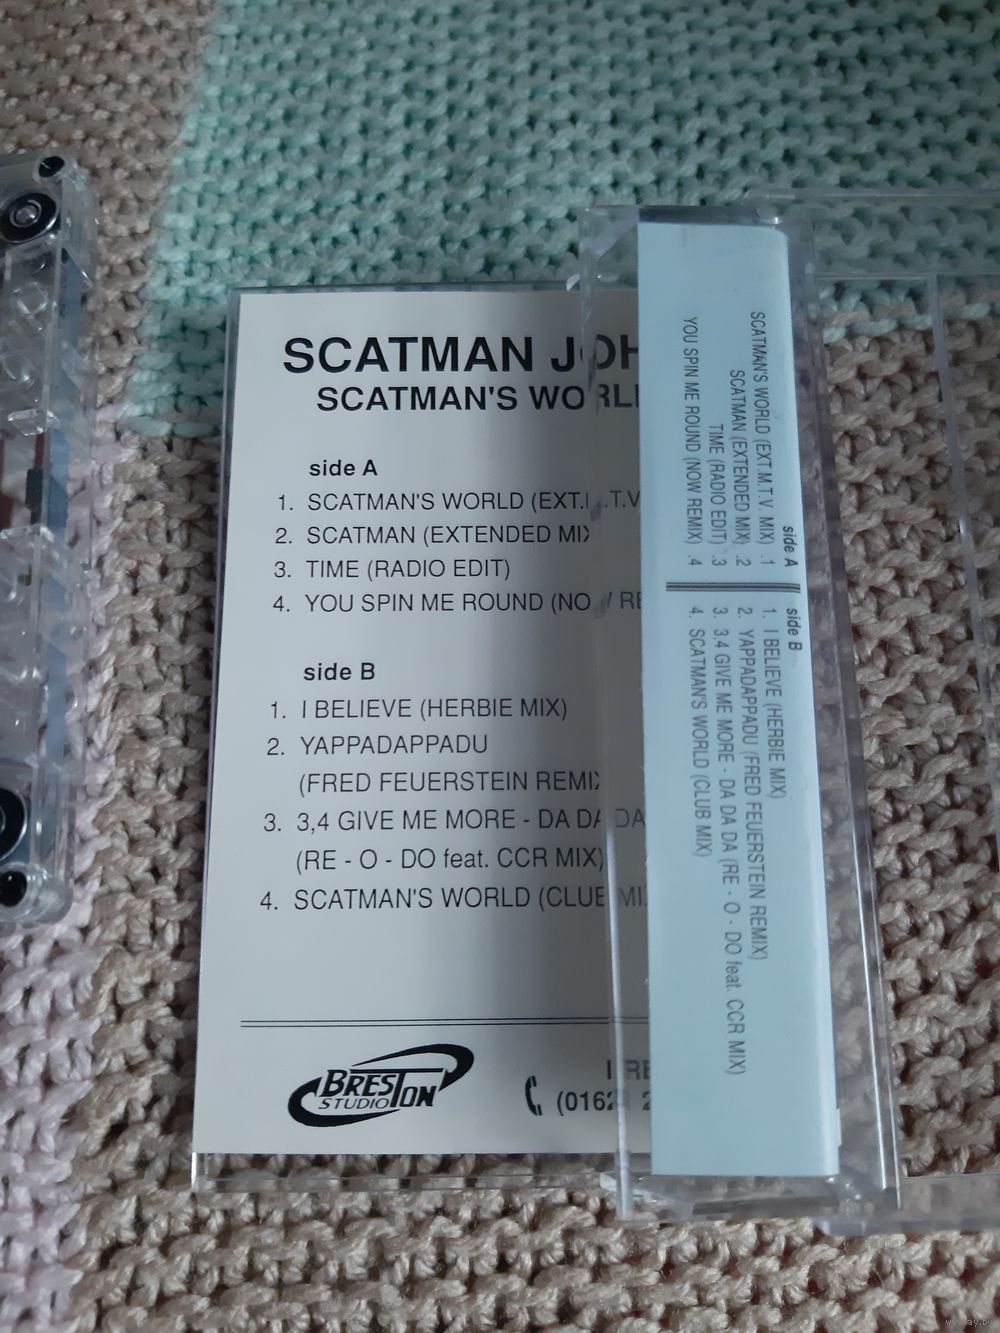 SCATMAN JOH
SCATMAN'S WORL
side A
1. SCATMAN'S WORLD (EXT. .T.V
2. SCATMAN (EXTENDED MIX
3. TIME (RADIO EDIT)
4. YOU SPIN ME ROUND (NO RE
side B
1. I BELIEVE (HERBIE MIX)
2. YAPPADAPPADU
(FRED FEUERSTEIN REMIX
3. 3,4 GIVE ME MORE - DA DA DA
(RE - O - DO feat. CCR MIX)
4. SCATMAN'S WORLD (CLUB MI
BRESTON
STUDIO
BRE
(0162 2
side A
SCATMAN'S WORLD (EXT.M.T.V. MIX) .1
SCATMAN (EXTENDED MIX) .2
TIME (RADIO EDIT) .3
YOU SPIN ME ROUND (NOW REMIX) .4
side B
1. I BELIEVE (HERBIE MIX)
2. YAPPADAPPADU (FRED FEUERSTEIN REMIX)
3. 3,4 GIVE ME MORE - DA DA DA (RE - O - DO feat. CCR MIX)
4. SCATMAN'S WORLD (CLUB MIX)